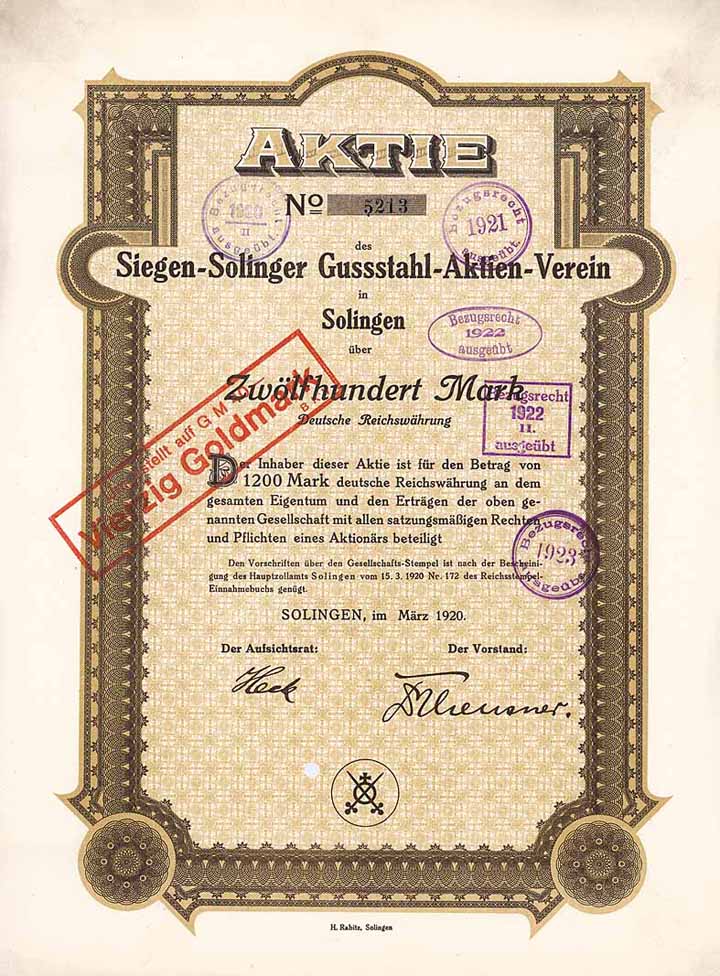 AKTIE
No 5213
Bezugsrecht
1920
II
ausgeübt.
Bezugsrecht
1921
ausgeübt.
des
Siegen-Solinger Gussstahl-Aktien-Verein
in
Solingen
über
Bezugsrecht
1922
ausgeübt
Zwölfhundert Mark
Deutsche Reichswährung
Bezugsrecht
1922
II.
ausgeübt
auf G M
Vierzig Goldmark
Der Inhaber dieser Aktie ist für den Betrag von
1200 Mark deutsche Reichswährung an dem
gesamten Eigentum und den Erträgen der oben ge-
nannten Gesellschaft mit allen satzungsmäßigen Rechten
und Pflichten eines Aktionärs beteiligt
Bezugsrecht
1923
ausgeübt.
Den Vorschriften über den Gesellschafts-Stempel ist nach der Bescheini-
gung des Hauptzollamts Solingen vom 15. 3. 1920 Nr. 172 des Reichsstempel-
Einnahmebuchs genügt.
SOLINGEN, im März 1920.
Der Aufsichtsrat: Der Vorstand:
Heck
H. Rabitz, Solingen